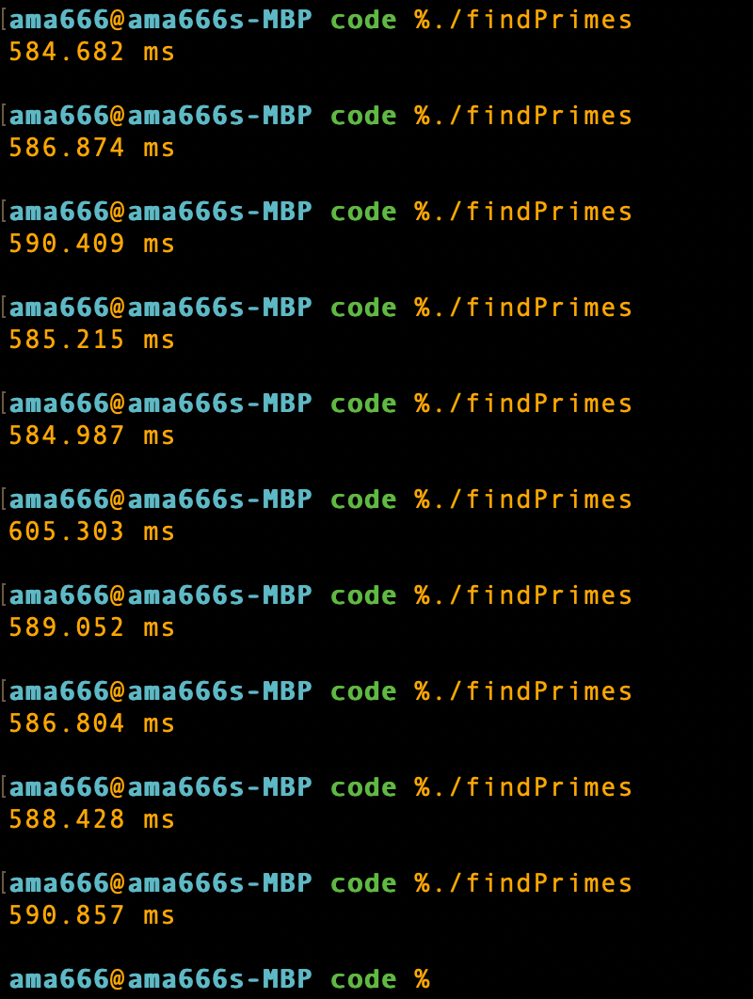 [ama666@ama666s-MBP code %./findPrimes
584.682 ms
[ama666@ama666s-MBP code %./findPrimes
586.874 ms
[ama666@ama666s-MBP code %./findPrimes
590.409 ms
[ama666@ama666s-MBP code %./findPrimes
585.215 ms
[ama666@ama666s-MBP code %./findPrimes
584.987 ms
[ama666@ama666s-MBP code %./findPrimes
605.303 ms
[ama666@ama666s-MBP code %./findPrimes
589.052 ms
[ama666@ama666s-MBP code %./findPrimes
586.804 ms
[ama666@ama666s-MBP code %./findPrimes
588.428 ms
[ama666@ama666s-MBP code %./findPrimes
590.857 ms
ama666@ama666s-MBP code %